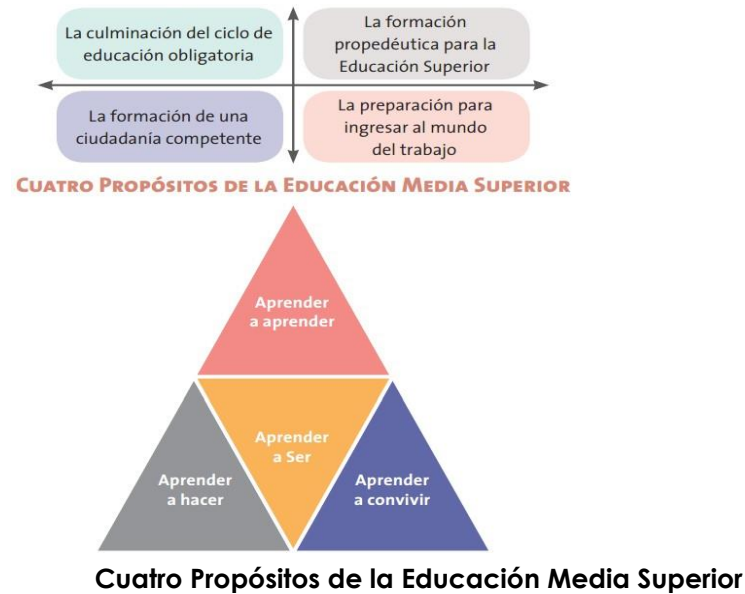 La culminación del ciclo de
educación obligatoria
La formación
propedéutica para la
Educación Superior
La formación de una
ciudadanía competente
La preparación para
ingresar al mundo
del trabajo
CUATRO PROPÓSITOS DE LA EDUCACIÓN MEDIA SUPERIOR
Aprender
a aprender
Aprender
a Ser
Aprender
a hacer
Aprender
a convivir
Cuatro Propósitos de la Educación Media Superior